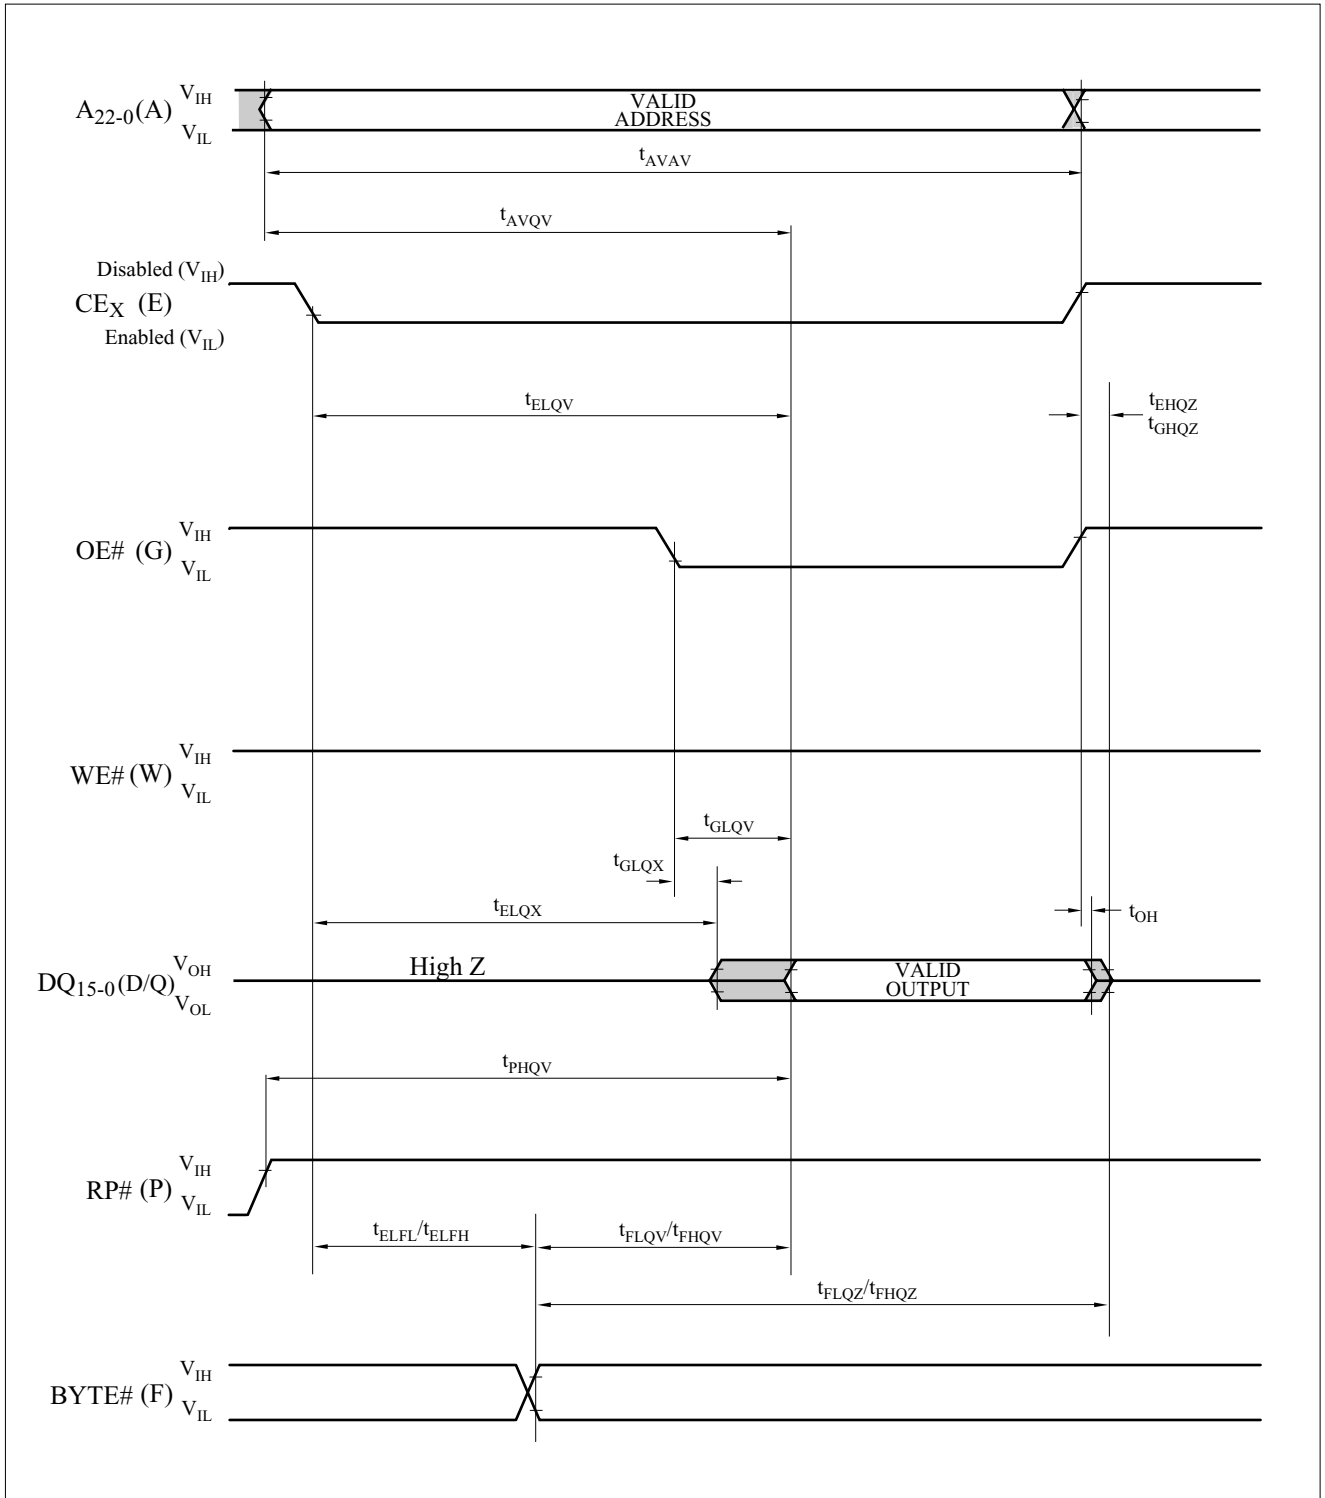 A22-0(A)
VIH
VIL
VALID
ADDRESS
tAVAV
tAVQV
Disabled (VIH)
CEX (E)
Enabled (VIL)
tELQV
tEHQZ
tGHQZ
OE# (G)
VIH
VIL
WE# (W)
VIH
VIL
tGLQV
tGLQX
tELQX
tOH
DQ15-0(D/Q)
VOH
VOL
High Z
VALID
OUTPUT
tPHQV
RP# (P)
VIH
VIL
tELFL/tELFH
tFLQV/tFHQV
tFLQZ/tFHQZ
BYTE# (F)
VIH
VIL